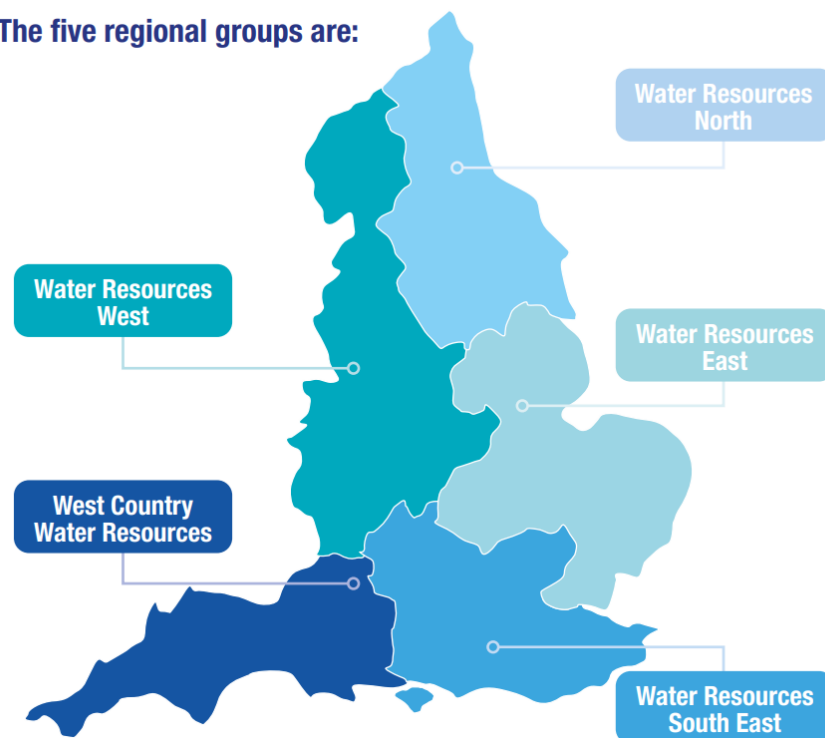 The five regional groups are:
Water Resources
North
Water Resources
West
Water Resources
East
West Country
Water Resources
Water Resources
South East